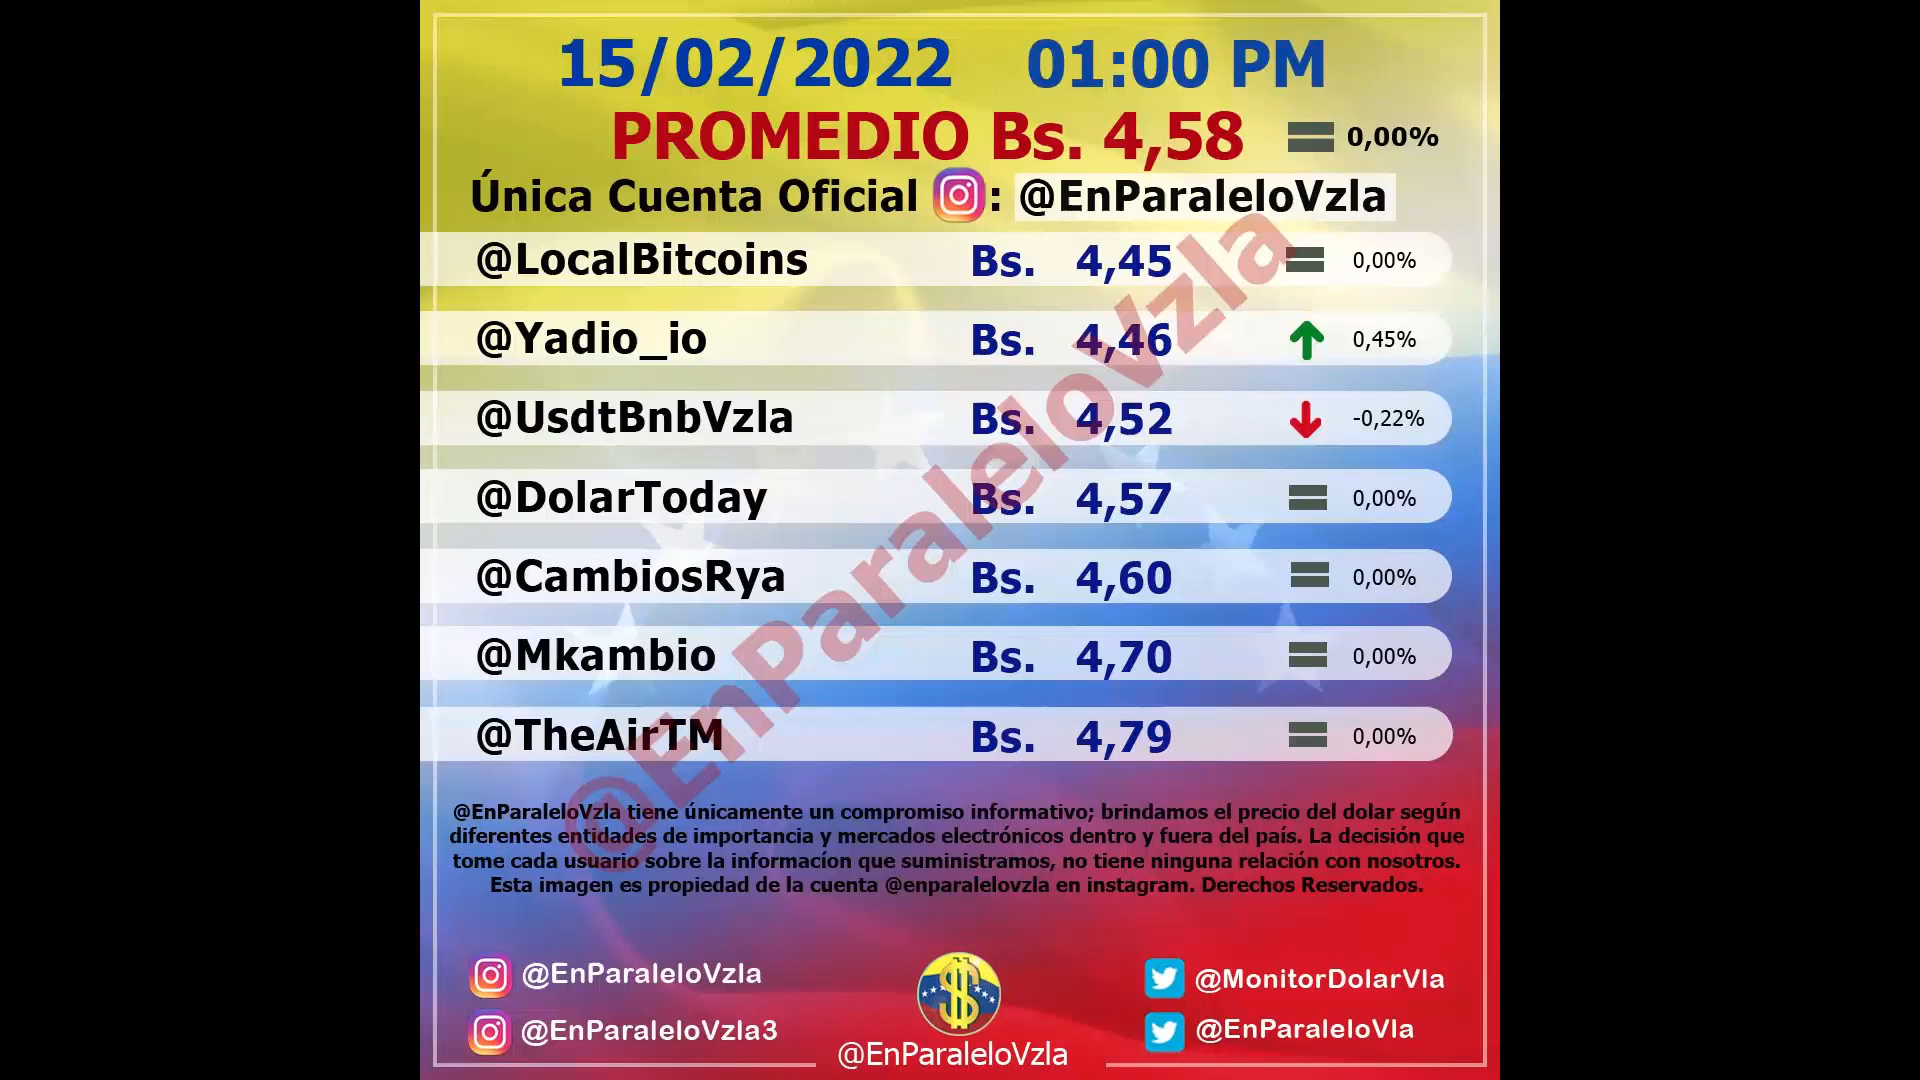 15/02/2022 01:00 PM
PROMEDIO Bs. 4,58 0,00%
Única Cuenta Oficial : @EnParaleloVzla
@LocalBitcoins Bs. 4,45 0,00%
@Yadio_io Bs. 4,46 0,45%
@UsdtBnbVzla Bs. 4,52 -0,22%
@DolarToday Bs. 4,57 0,00%
@CambiosRya Bs. 4,60 0,00%
@Mkambio Bs. 4,70 0,00%
@TheAirTM Bs. 4,79 0,00%
@EnParaleloVzla
@EnParaleloVzla tiene únicamente un compromiso informativo; brindamos el precio del dolar según
diferentes entidades de importancia y mercados electrónicos dentro y fuera del país. La decisión que
tome cada usuario sobre la informacíon que suministramos, no tiene ninguna relación con nosotros.
Esta imagen es propiedad de la cuenta @enparalelovzla en instagram. Derechos Reservados.
@EnParaleloVzla @MonitorDolarVla
@EnParaleloVzla3 @EnParaleloVla
@EnParaleloVzla